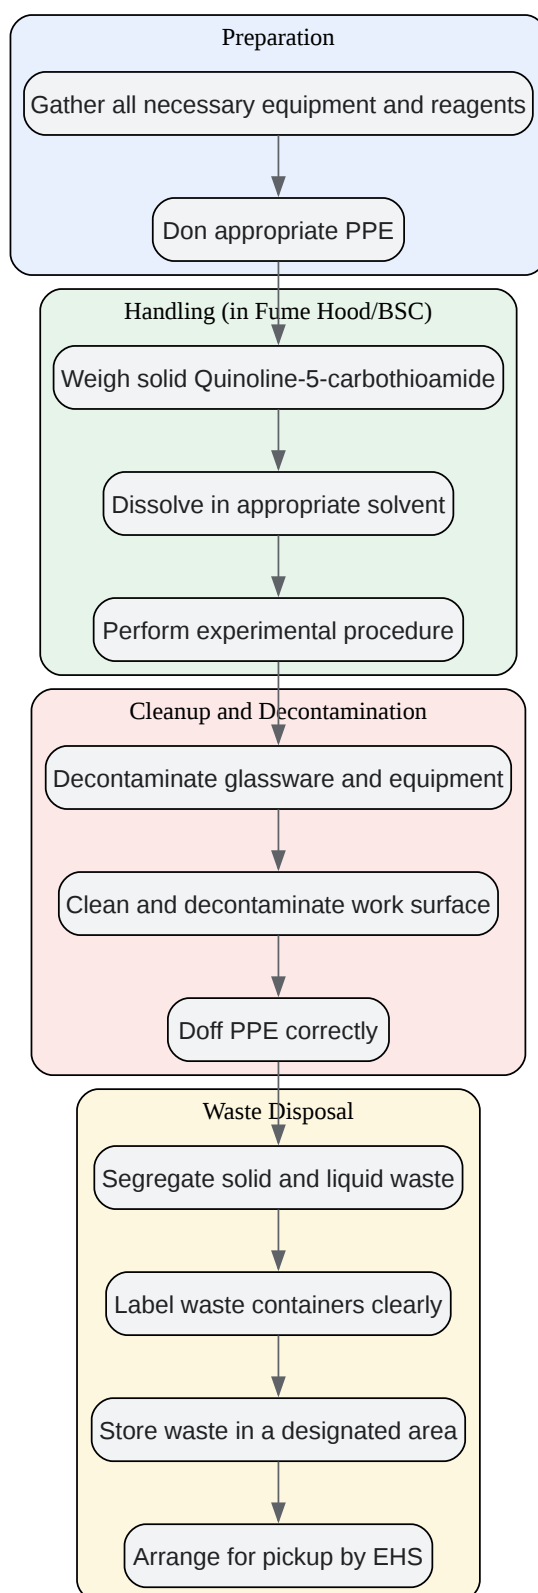 Preparation
Gather all necessary equipment and reagents
Don appropriate PPE
Handling (in Fume Hood/BSC)
Weigh solid Quinoline-5-carbothioamide
Dissolve in appropriate solvent
Perform experimental procedure
Cleanup and Decontamination
Decontaminate glassware and equipment
Clean and decontaminate work surface
Doff PPE correctly
Waste Disposal
Segregate solid and liquid waste
Label waste containers clearly
Store waste in a designated area
Arrange for pickup by EHS